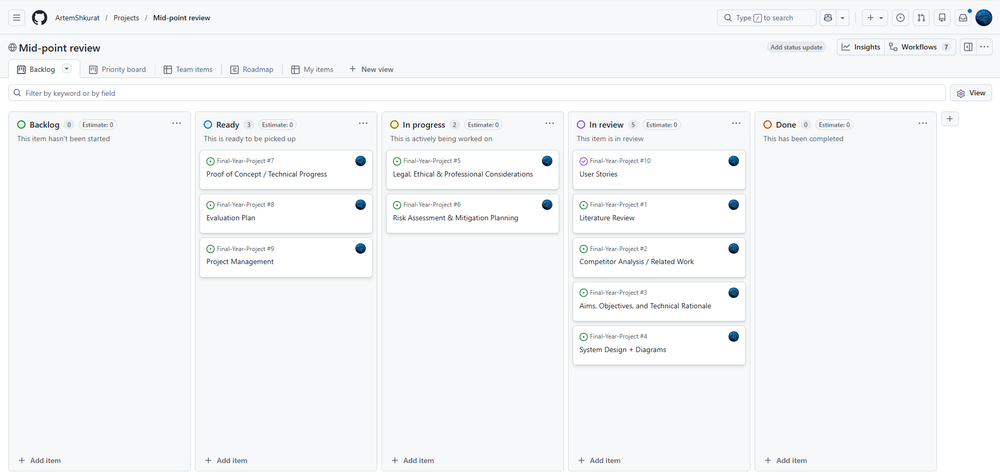 ArtemShkurat / Projects / Mid-point review
Type / to search
Mid-point review
Add status update
Insights
Workflows 7
Backlog
Priority board
Team items
Roadmap
My items
New view
Filter by keyword or by field
View
Backlog 0 Estimate: 0
This item hasn't been started
Add item
Ready 3 Estimate: 0
This is ready to be picked up
Final-Year-Project #7
Proof of Concept / Technical Progress
Final-Year-Project #8
Evaluation Plan
Final-Year-Project #9
Project Management
Add item
In progress 2 Estimate: 0
This is actively being worked on
Final-Year-Project #5
Legal, Ethical & Professional Considerations
Final-Year-Project #6
Risk Assessment & Mitigation Planning
Add item
In review 5 Estimate: 0
This item is in review
Final-Year-Project #10
User Stories
Final-Year-Project #1
Literature Review
Final-Year-Project #2
Competitor Analysis / Related Work
Final-Year-Project #3
Aims, Objectives, and Technical Rationale
Final-Year-Project #4
System Design + Diagrams
Add item
Done 0 Estimate: 0
This has been completed
Add item